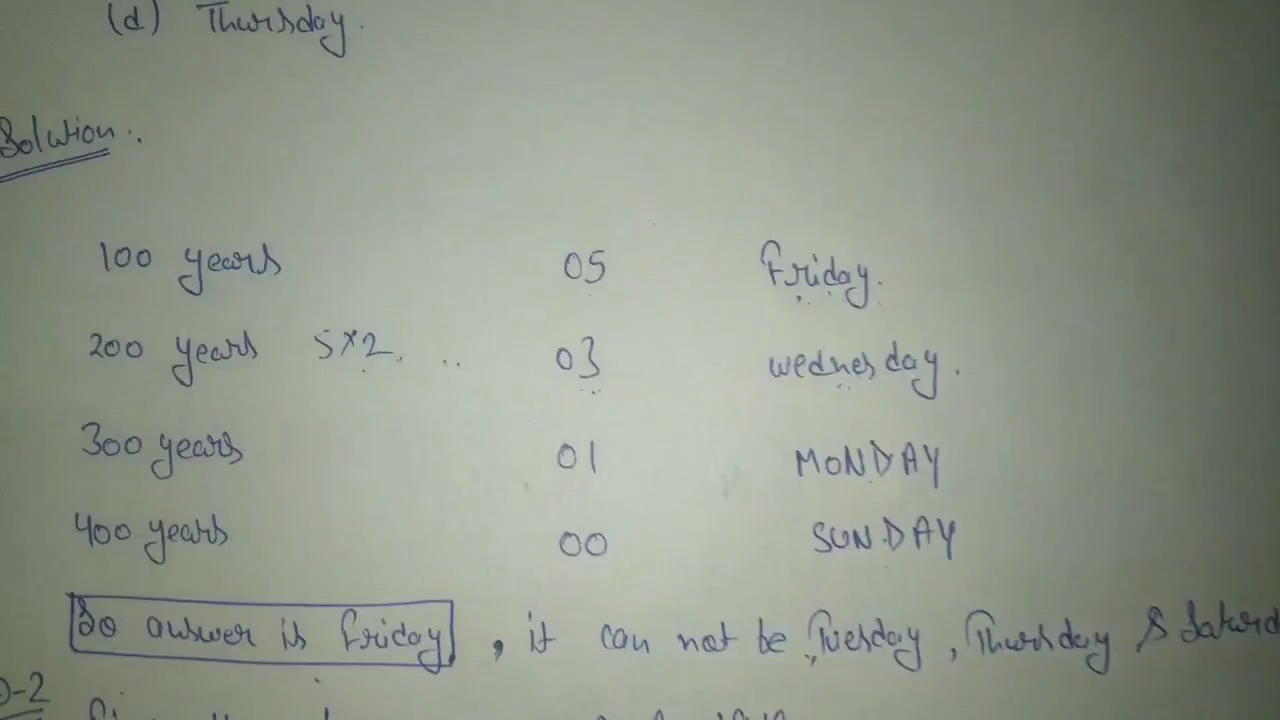 (d) Thursday.
Solution:.
100 years 05 Friday.
200 years 5×2. .. 03 wednesday.
300 years 01 MONDAY
400 years 00 SUNDAY
So answer is Friday, it can not be Tuesday, Thursday & Saturd